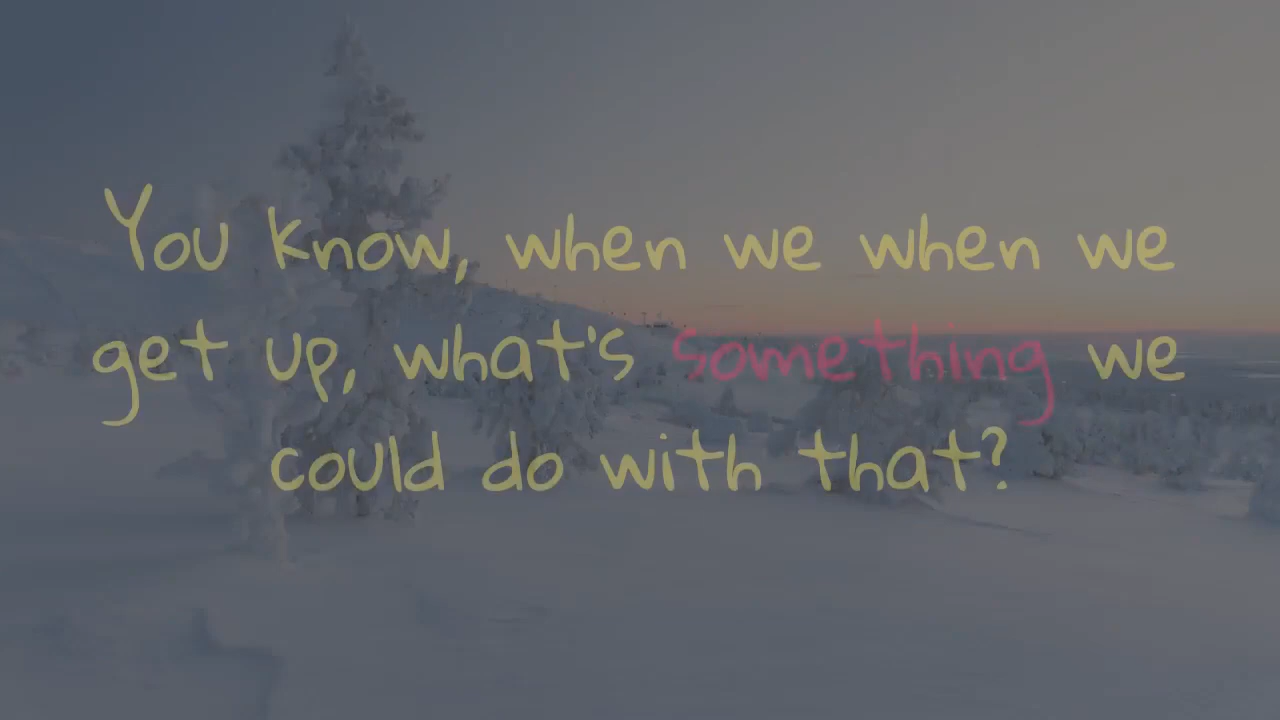 You know, when we when we
get up, what's something we
could do with that?